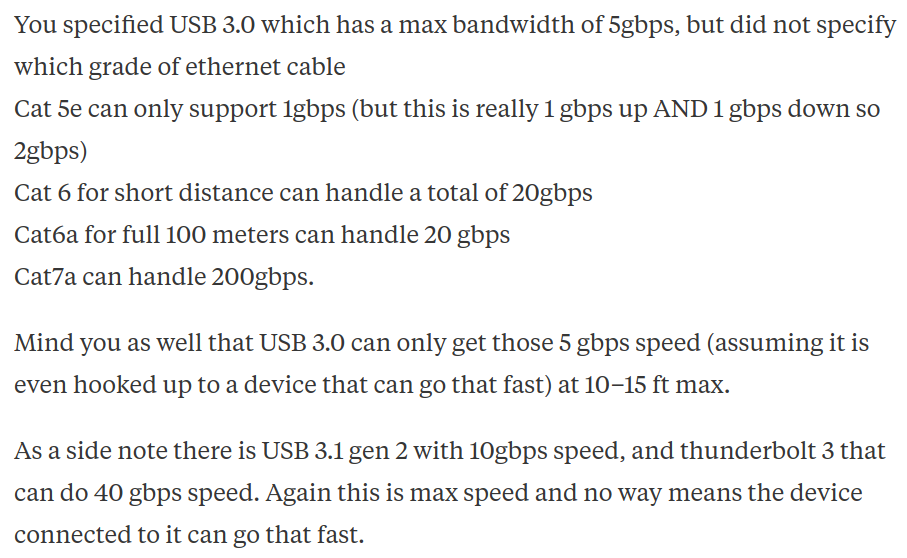 You specified USB 3.0 which has a max bandwidth of 5gbps, but did not specify
which grade of ethernet cable
Cat 5e can only support 1gbps (but this is really 1 gbps up AND 1 gbps down so
2gbps)
Cat 6 for short distance can handle a total of 20gbps
Cat6a for full 100 meters can handle 20 gbps
Cat7a can handle 200gbps.
Mind you as well that USB 3.0 can only get those 5 gbps speed (assuming it is
even hooked up to a device that can go that fast) at 10–15 ft max.
As a side note there is USB 3.1 gen 2 with 10gbps speed, and thunderbolt 3 that
can do 40 gbps speed. Again this is max speed and no way means the device
connected to it can go that fast.